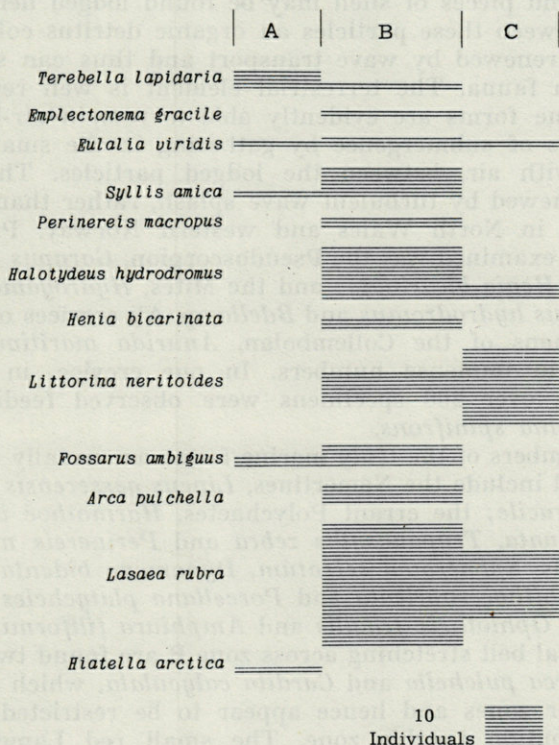 A B C
Terebella lapidaria
Emplectonema gracile
Eulalia viridis
Syllis amica
Perinereis macropus
Halotydeus hydrodromus
Henia bicarinata
Littorina neritoides
Fossarus ambiguus
Arca pulchella
Lasaea rubra
Hiatella arctica
10
Individuals